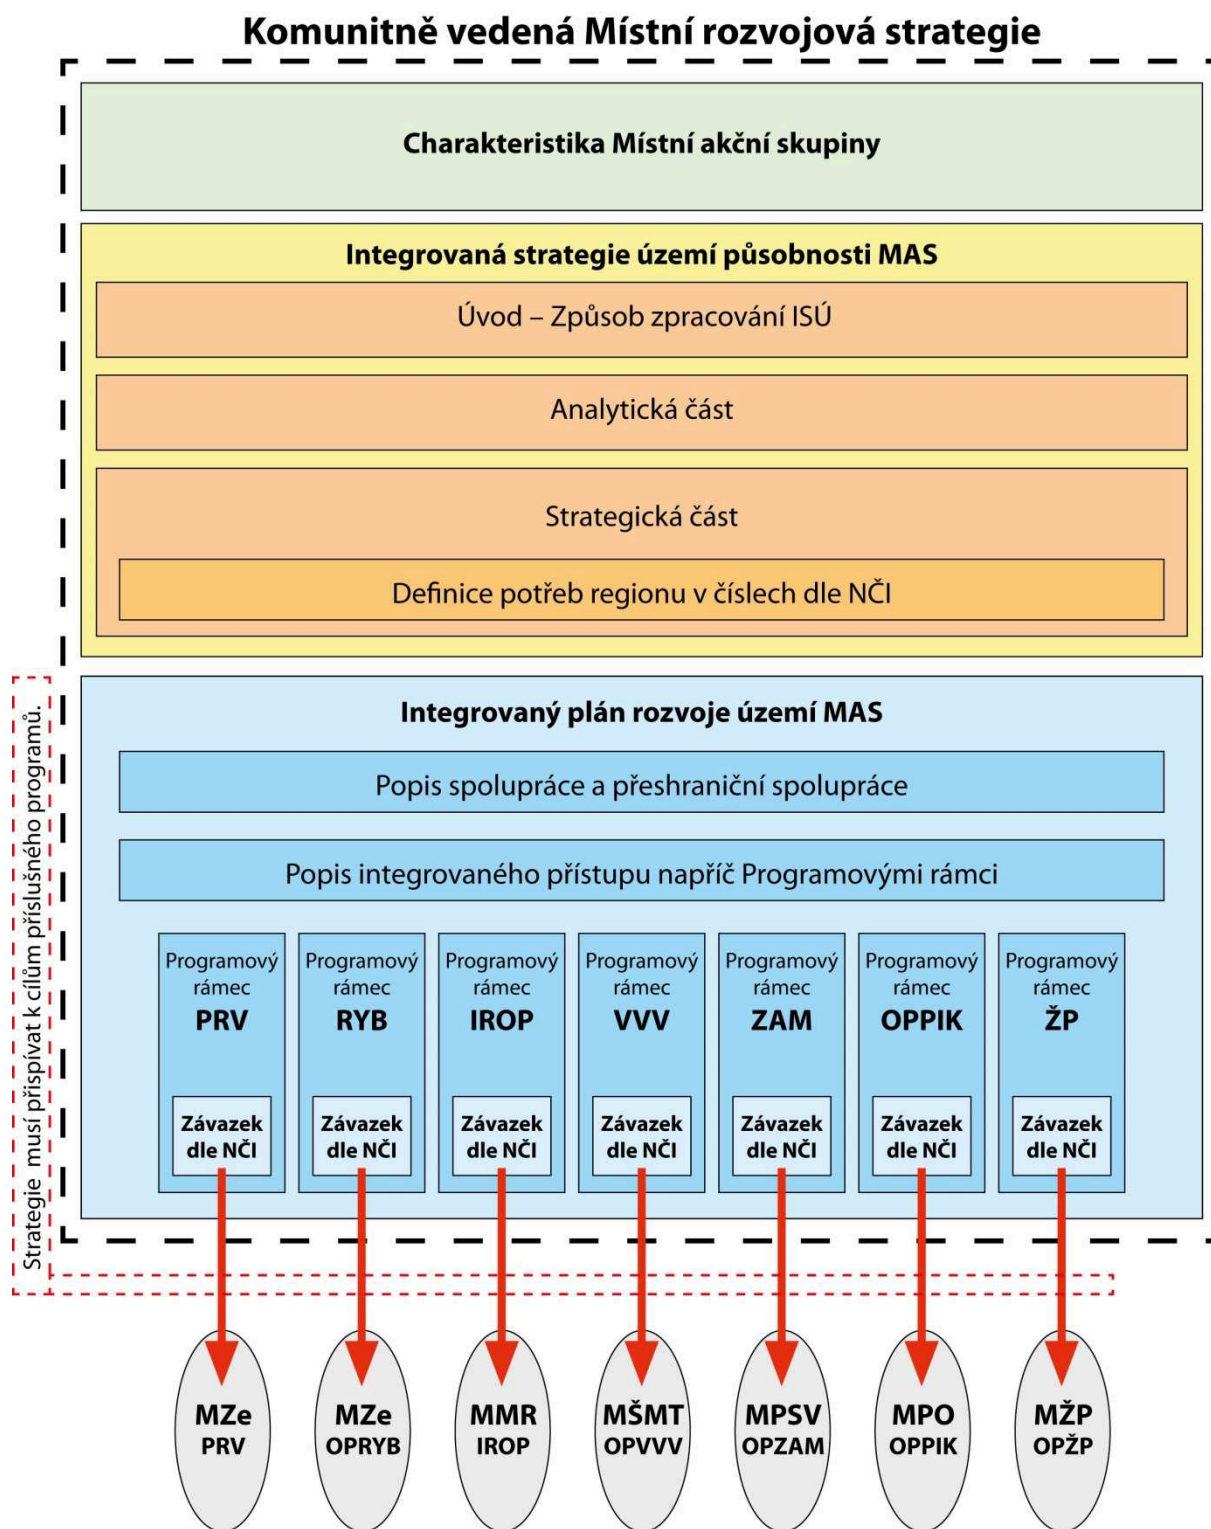 Komunitně vedená Místní rozvojová strategie
Charakteristika Místní akční skupiny
Integrovaná strategie území působnosti MAS
Úvod – Způsob zpracování ISÚ
Analytická část
Strategická část
Definice potřeb regionu v číslech dle NČI
Strategie musí přispívat k cílům příslušného programů.
Integrovaný plán rozvoje území MAS
Popis spolupráce a přeshraniční spolupráce
Popis integrovaného přístupu napříč Programovými rámci
Programový
rámec
PRV
Závazek
dle NČI
Programový
rámec
RYB
Závazek
dle NČI
Programový
rámec
IROP
Závazek
dle NČI
Programový
rámec
VVV
Závazek
dle NČI
Programový
rámec
ZAM
Závazek
dle NČI
Programový
rámec
OPPIK
Závazek
dle NČI
Programový
rámec
ŽP
Závazek
dle NČI
MZe
PRV
MZe
OPRYB
MMR
IROP
MŠMT
OPVVV
MPSV
OPZAM
MPO
OPPIK
MŽP
OPŽP